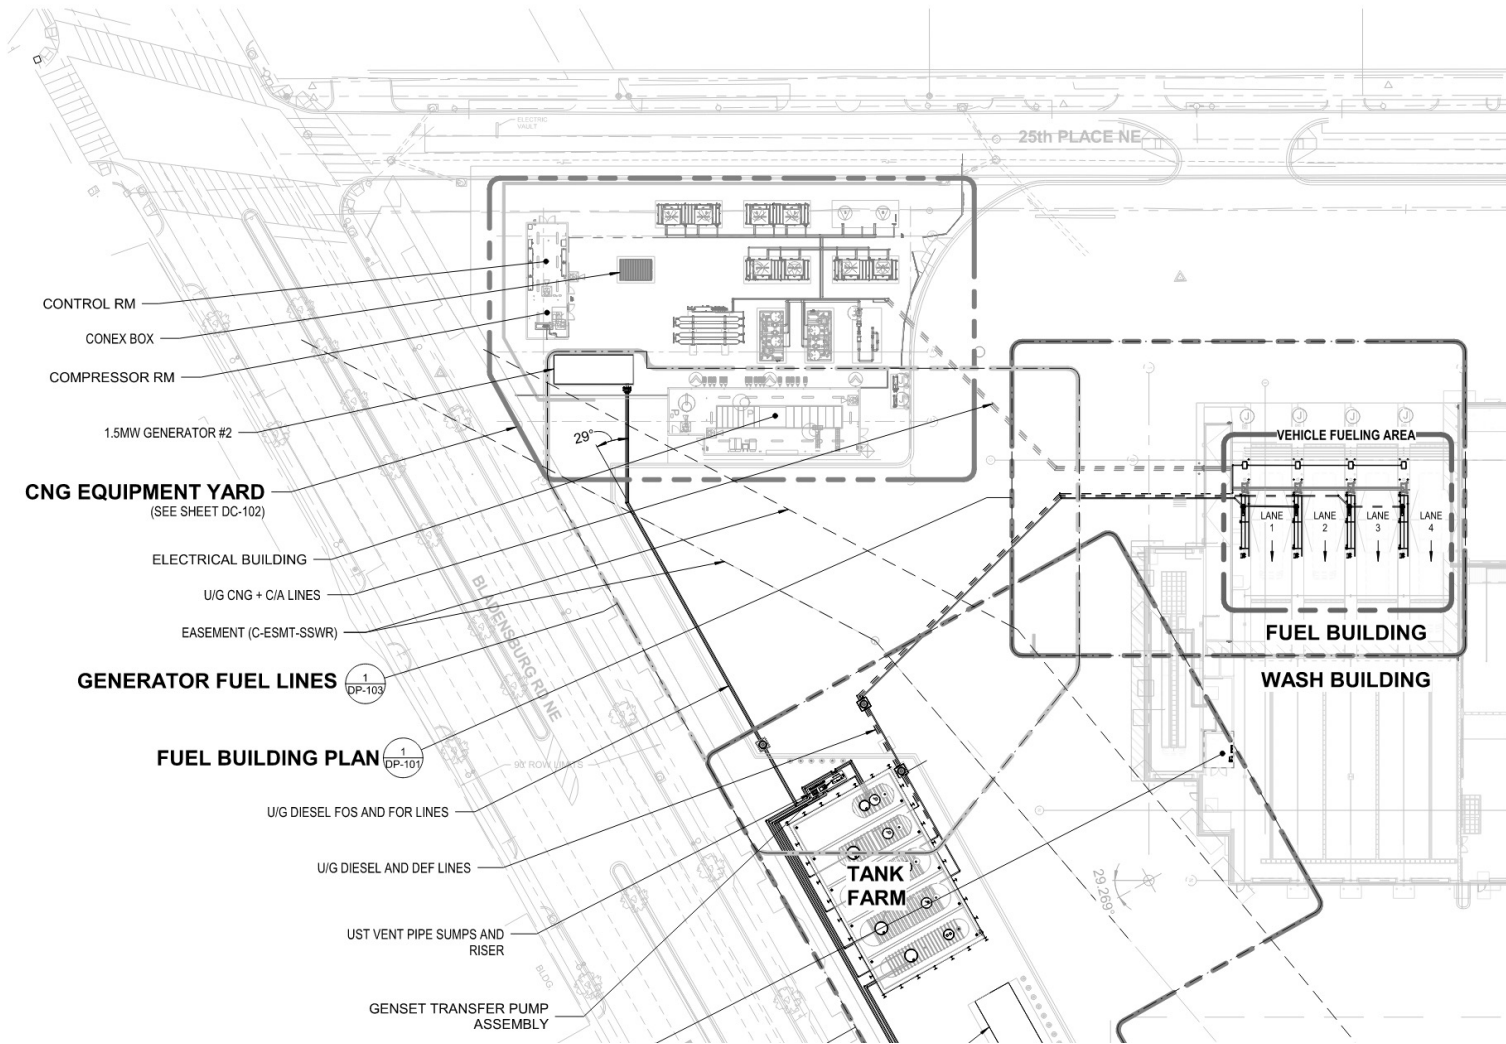 ELECTRIC
VAULT
25th PLACE NE
CONTROL RM
CONEX BOX
COMPRESSOR RM
1.5MW GENERATOR #2
29°
CNG EQUIPMENT YARD
(SEE SHEET DC-102)
ELECTRICAL BUILDING
U/G CNG + C/A LINES
EASEMENT (C-ESMT-SSWR)
GENERATOR FUEL LINES
1
DP-103
FUEL BUILDING PLAN
1
DP-101
U/G DIESEL FOS AND FOR LINES
U/G DIESEL AND DEF LINES
UST VENT PIPE SUMPS AND
RISER
GENSET TRANSFER PUMP
ASSEMBLY
BLADENSBURG RD NE
90' ROW LIMITS
BLDG.
TANK
FARM
29.269°
J
J
J
J
VEHICLE FUELING AREA
LANE
1
LANE
2
LANE
3
LANE
4
FUEL BUILDING
WASH BUILDING